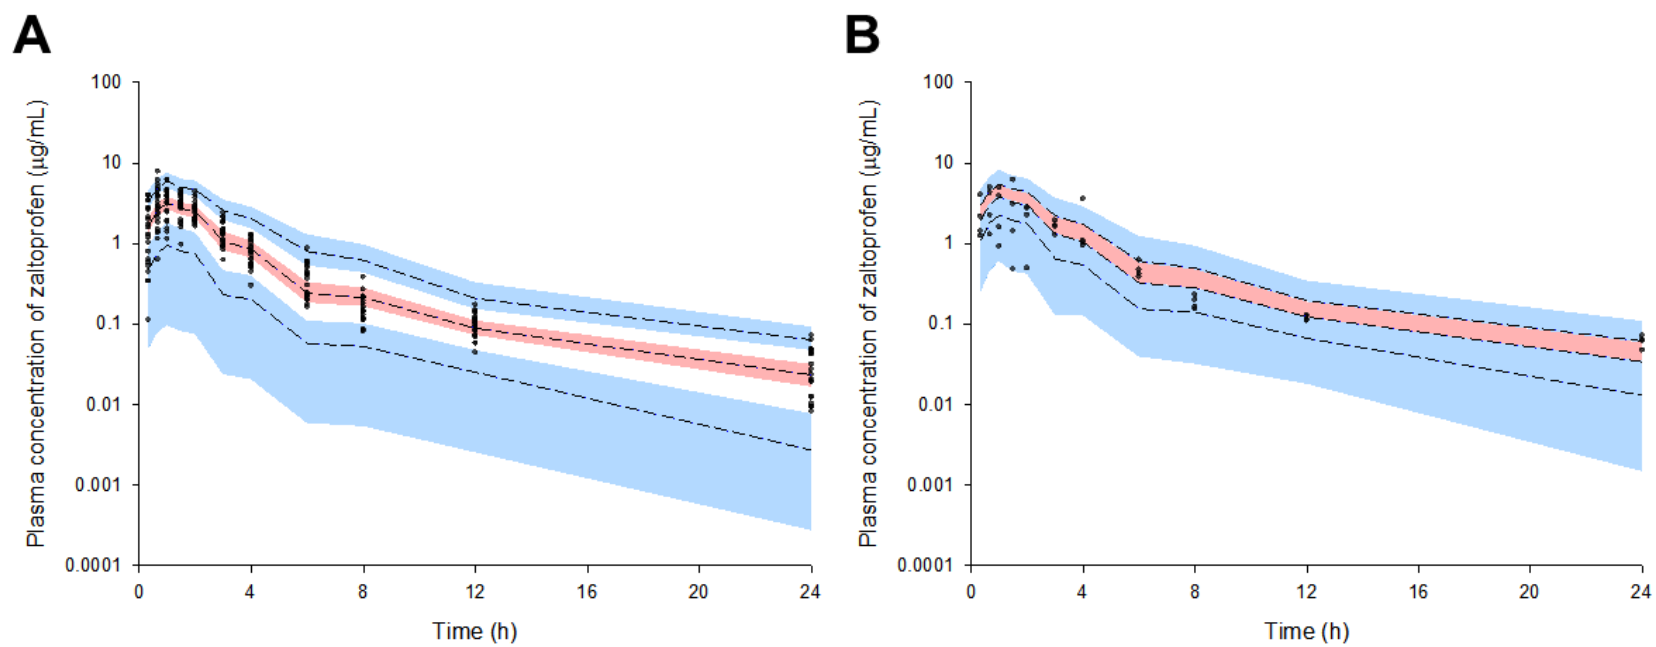 A
B
Plasma concentration of zaltoprofen (µg/mL)
100
10
1
0.1
0.01
0.001
0.0001
0 4 8 12 16 20 24
Time (h)
Plasma concentration of zaltoprofen (µg/mL)
100
10
1
0.1
0.01
0.001
0.0001
0 4 8 12 16 20 24
Time (h)